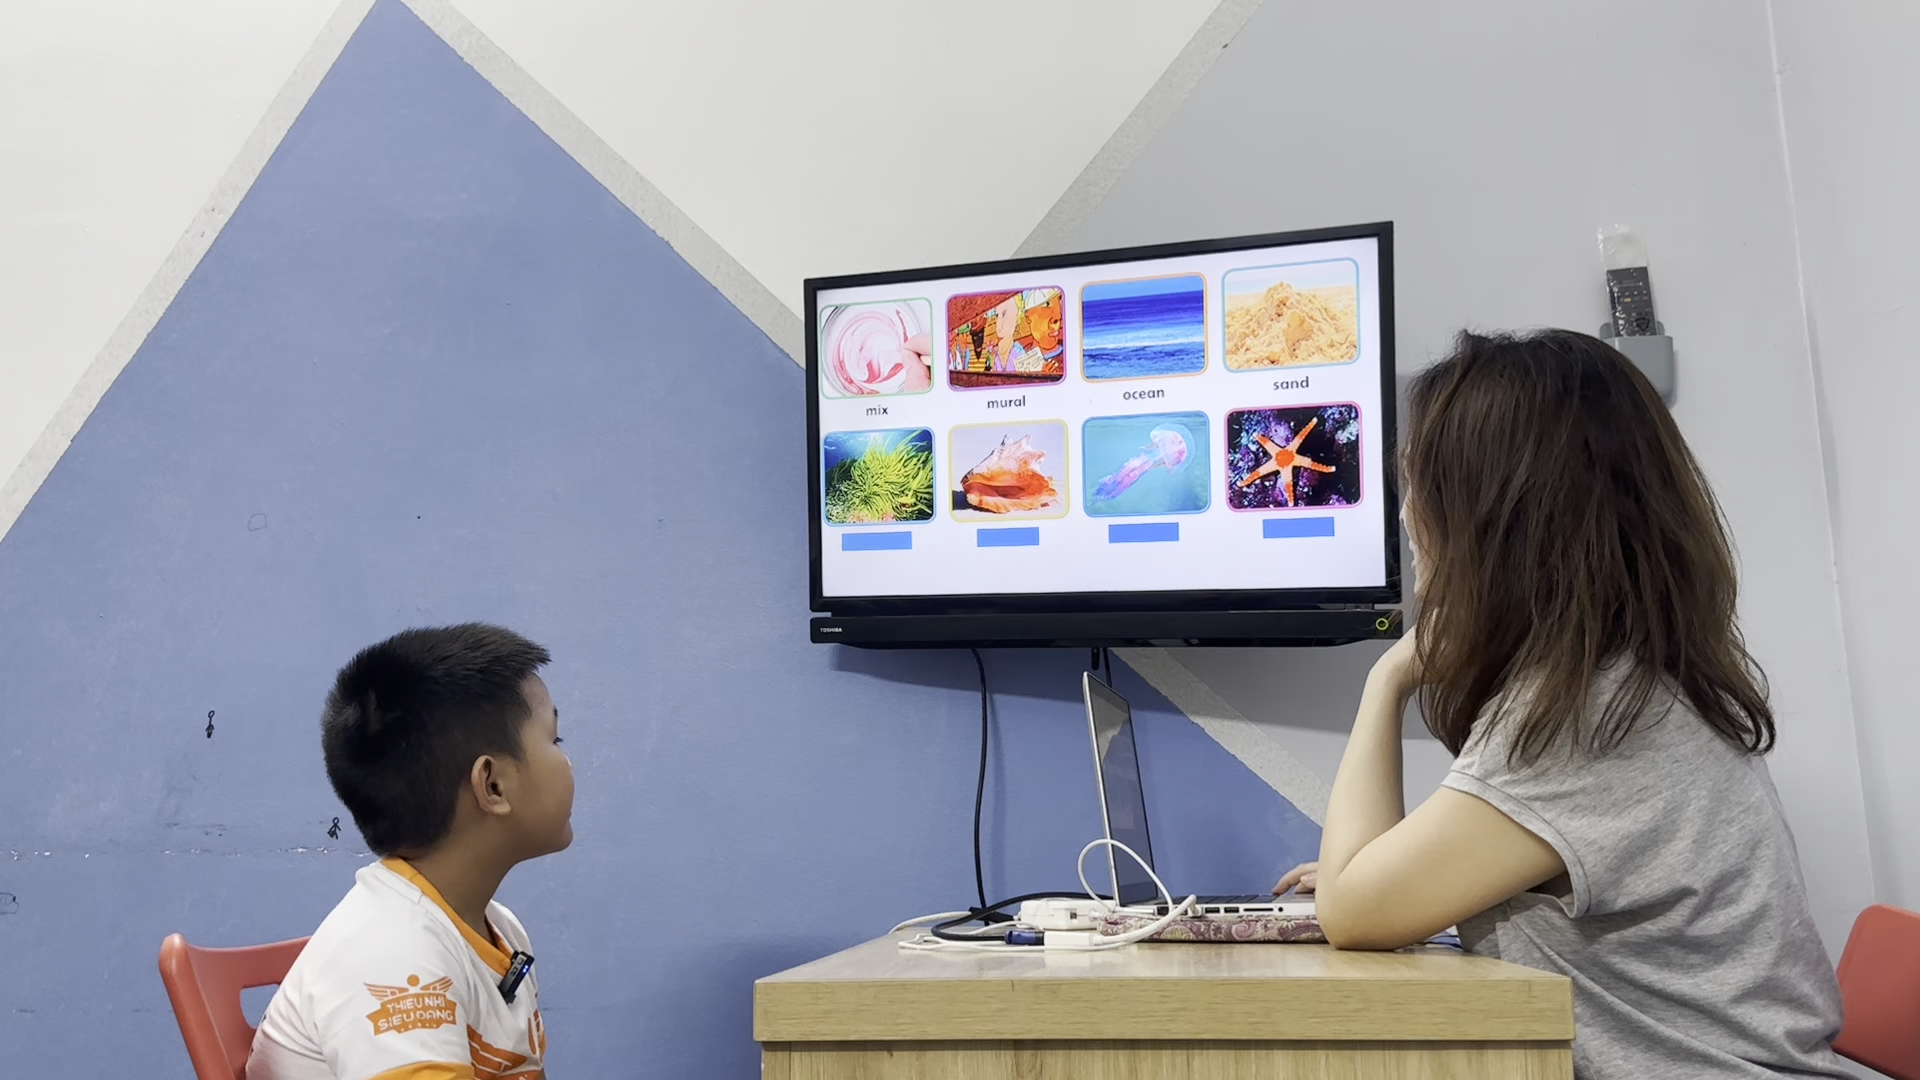 mix
mural
ocean
sand
TOSHIBA
THIEU NHI
SIEU DANG